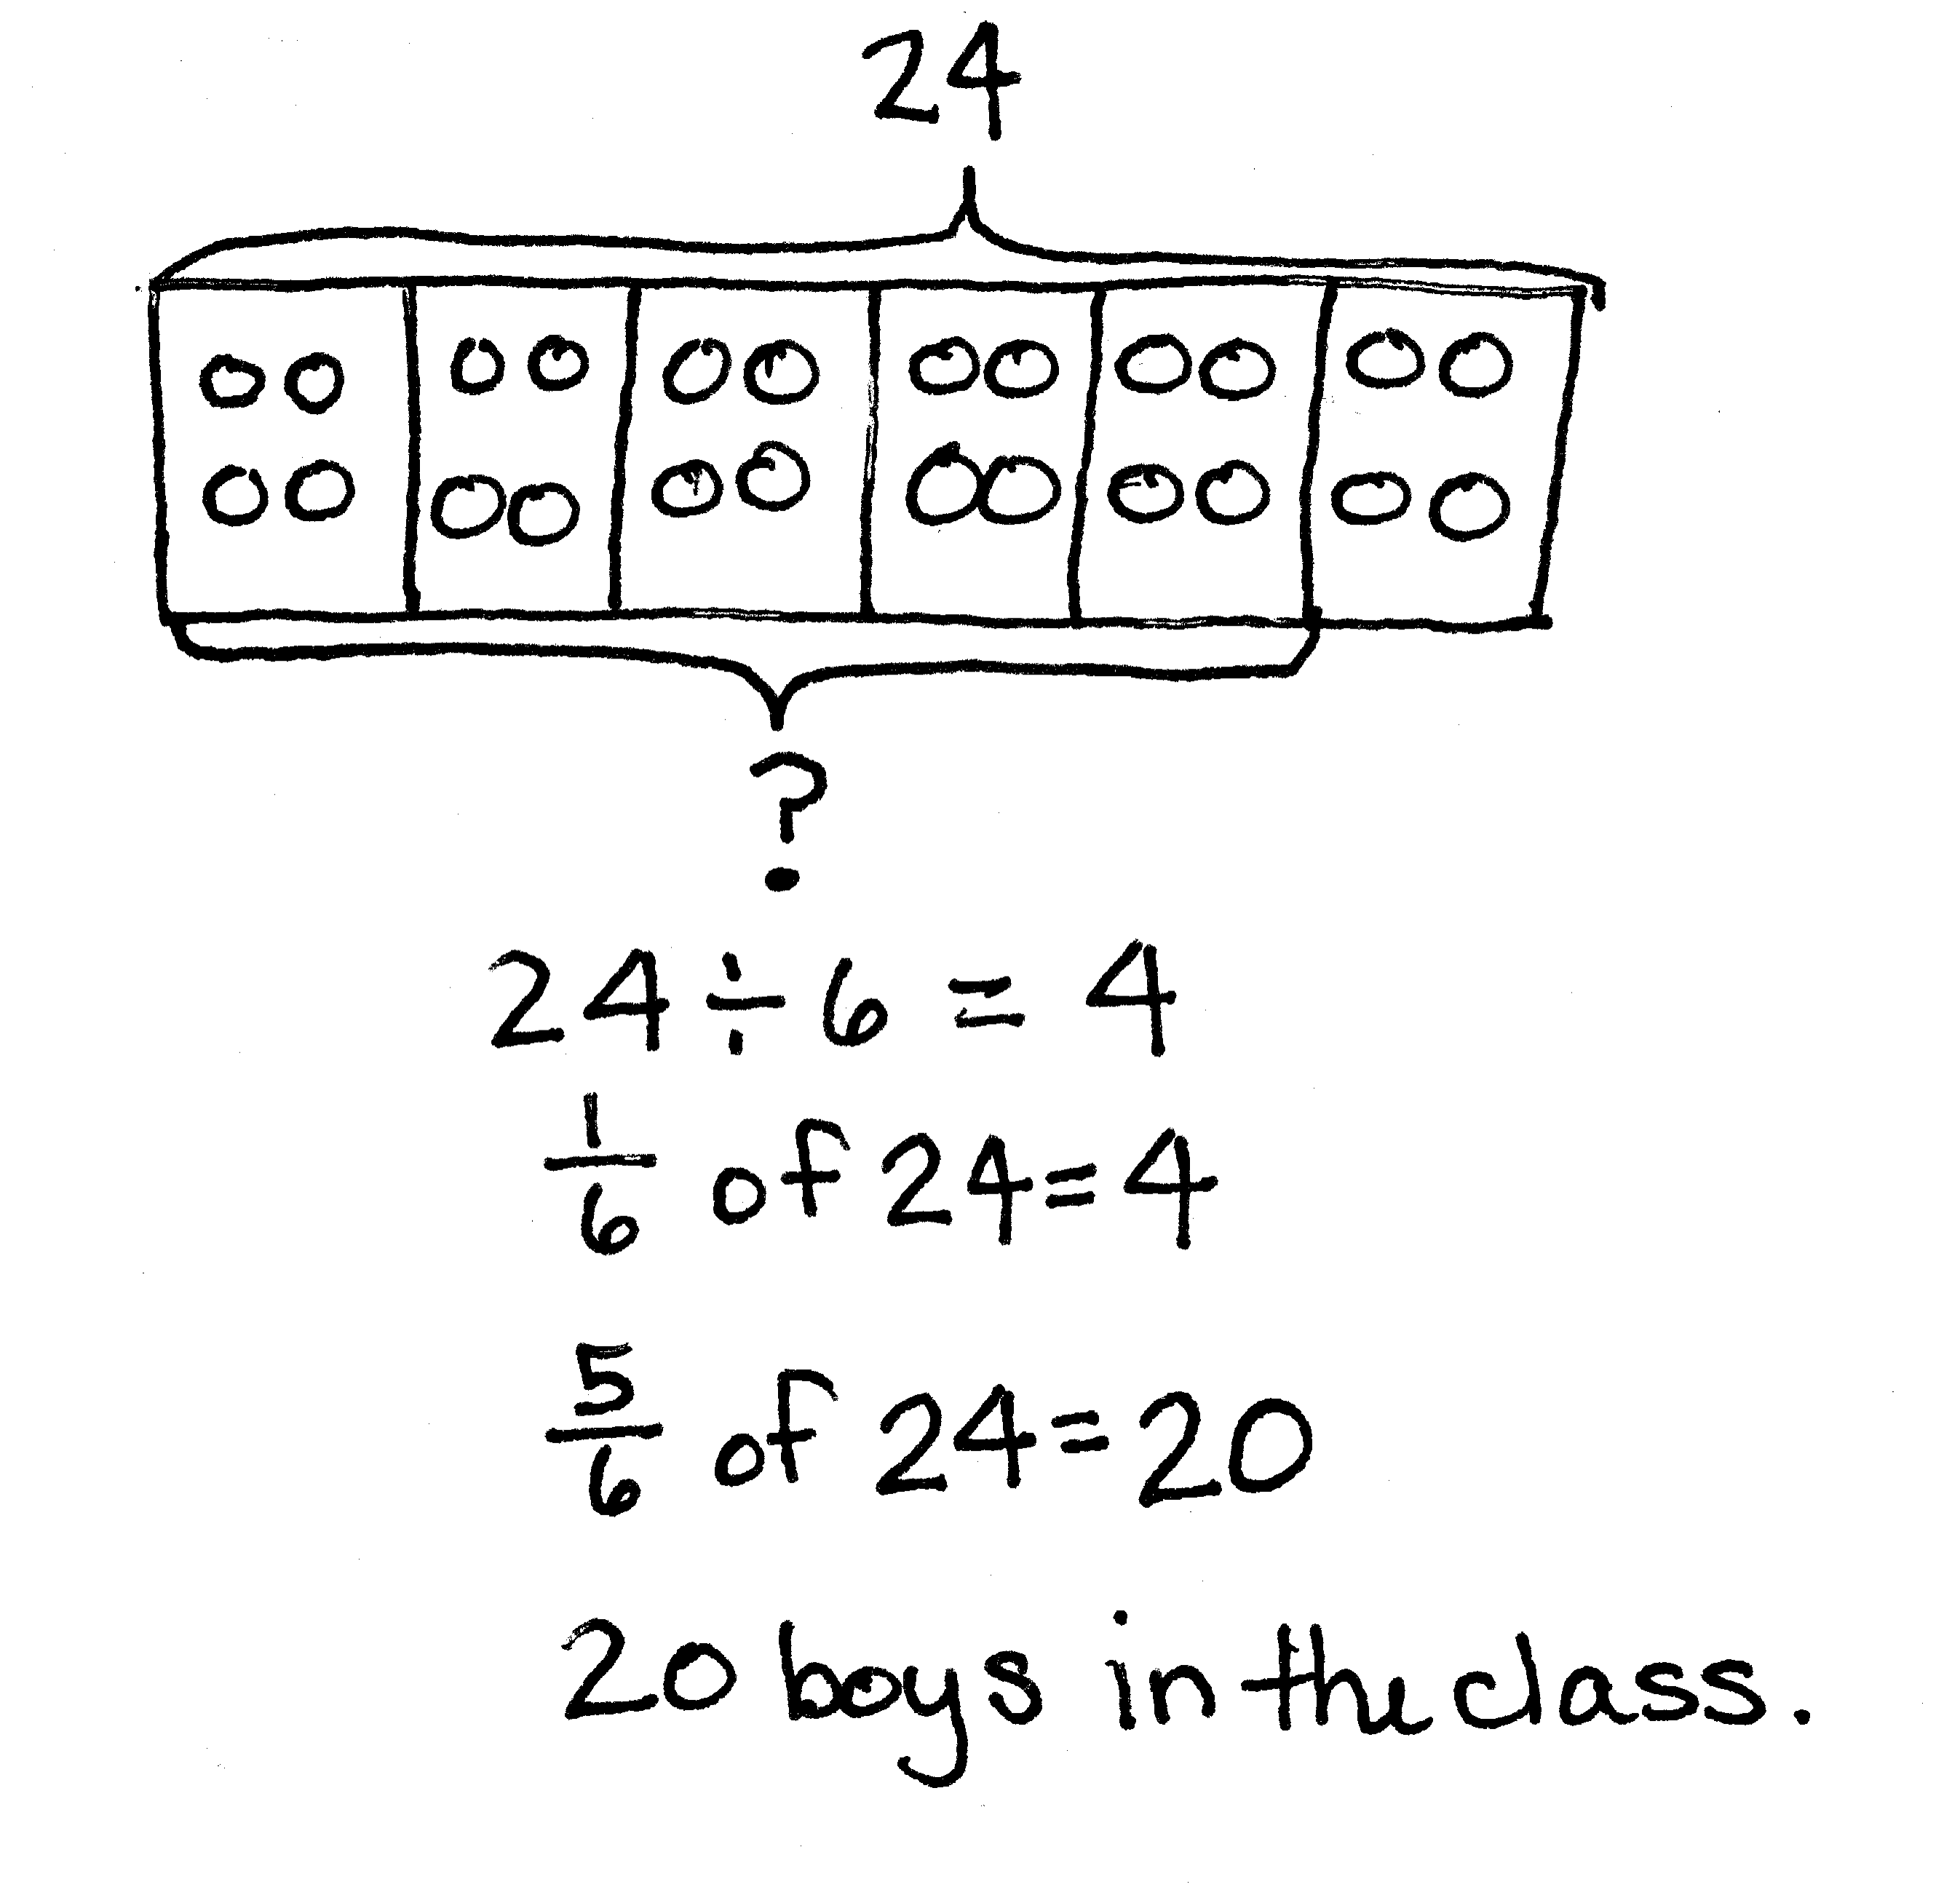 24
?
24 ÷ 6 = 4
1/6 of 24 = 4
5/6 of 24 = 20
20 boys in the class.